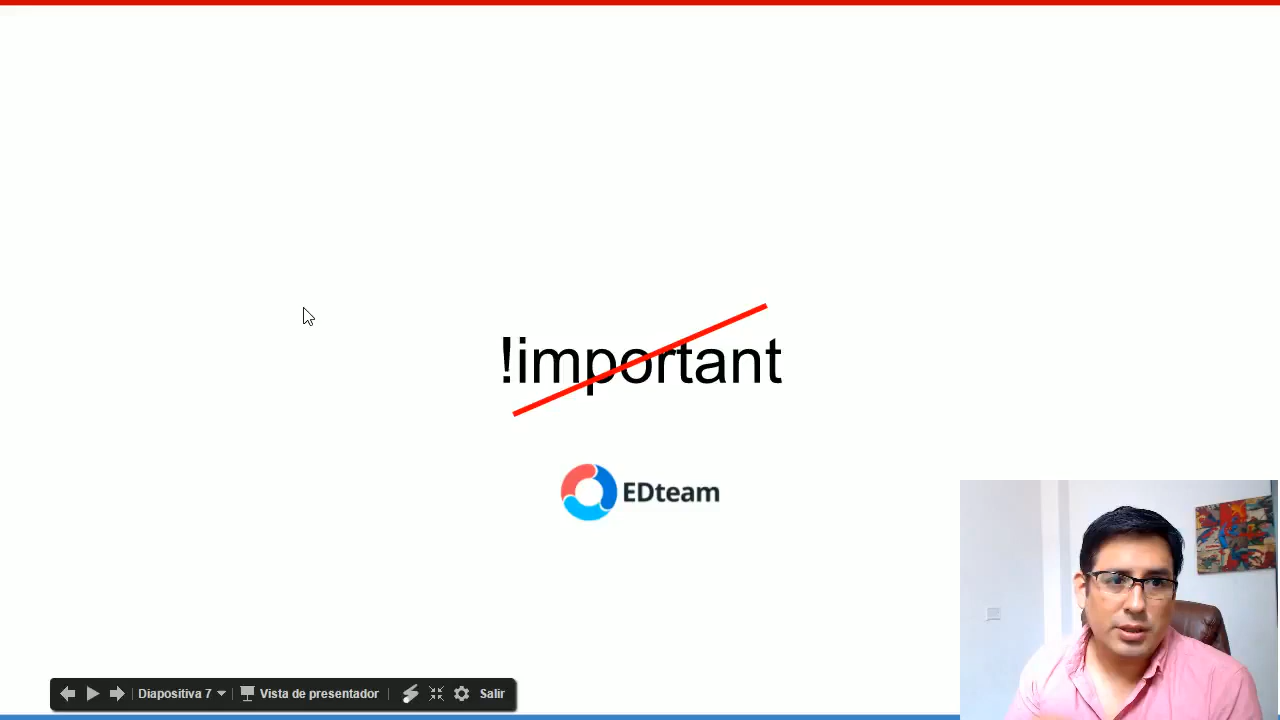 !important
EDteam
Diapositiva 7
Vista de presentador
Salir